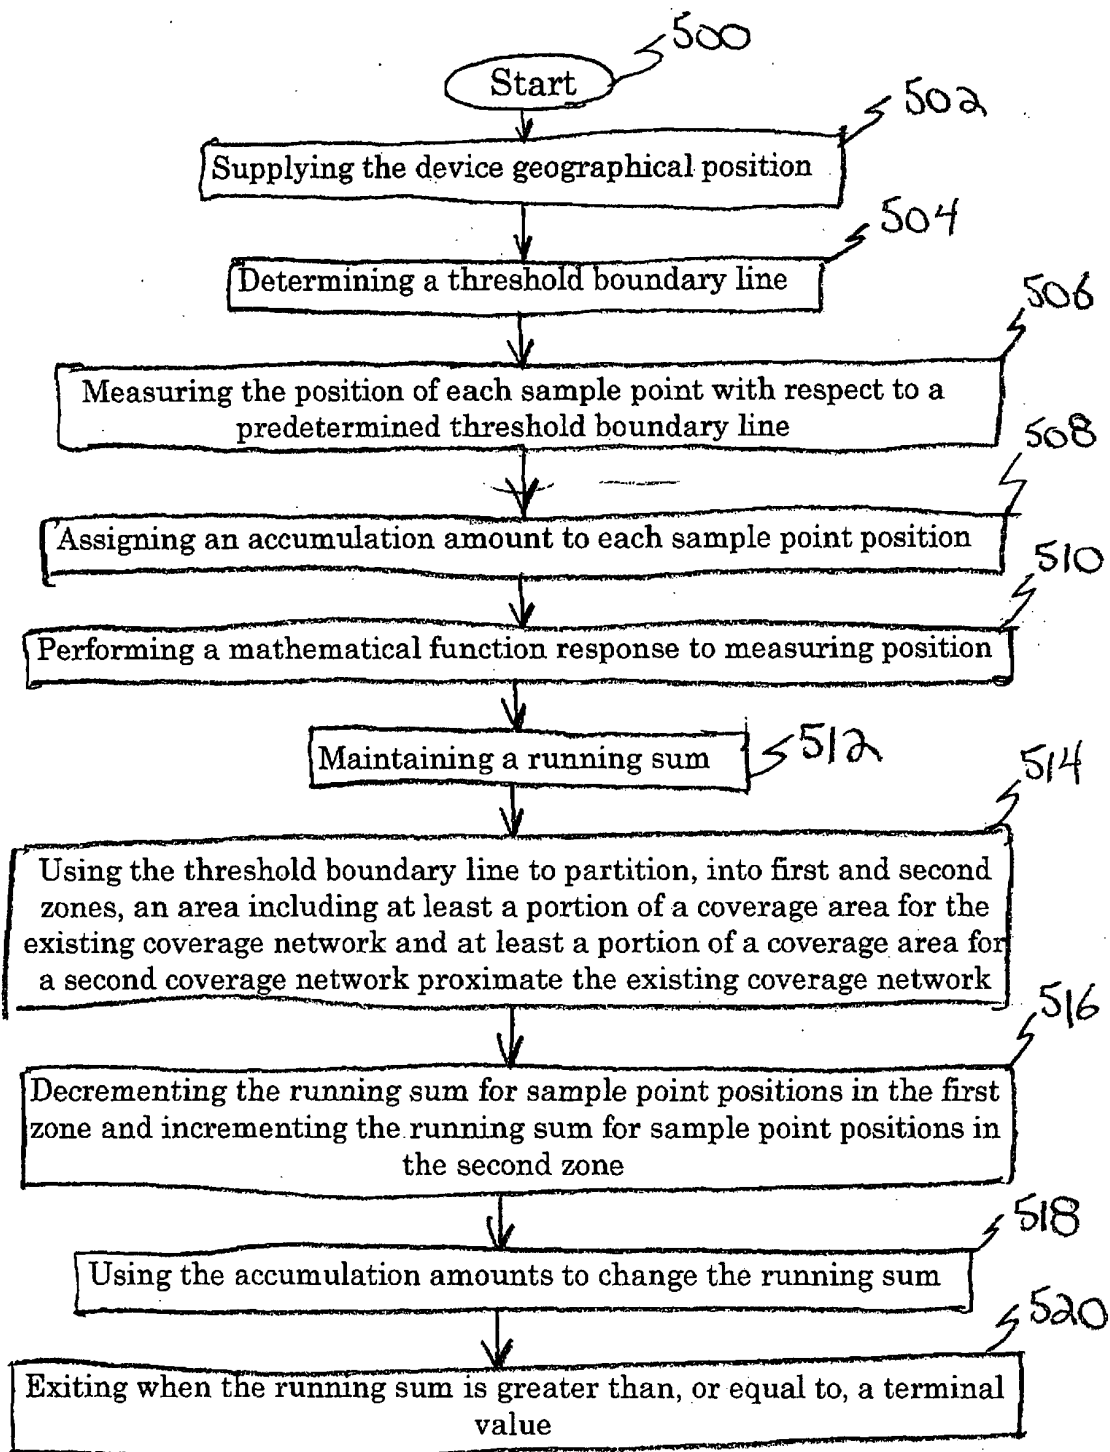 500
Start
502
Supplying the device geographical position
504
Determining a threshold boundary line
506
Measuring the position of each sample point with respect to a
predetermined threshold boundary line
508
Assigning an accumulation amount to each sample point position
510
Performing a mathematical function response to measuring position
512
Maintaining a running sum
514
Using the threshold boundary line to partition, into first and second
zones, an area including at least a portion of a coverage area for the
existing coverage network and at least a portion of a coverage area for
a second coverage network proximate the existing coverage network
516
Decrementing the running sum for sample point positions in the first
zone and incrementing the running sum for sample point positions in
the second zone
518
Using the accumulation amounts to change the running sum
520
Exiting when the running sum is greater than, or equal to, a terminal
value